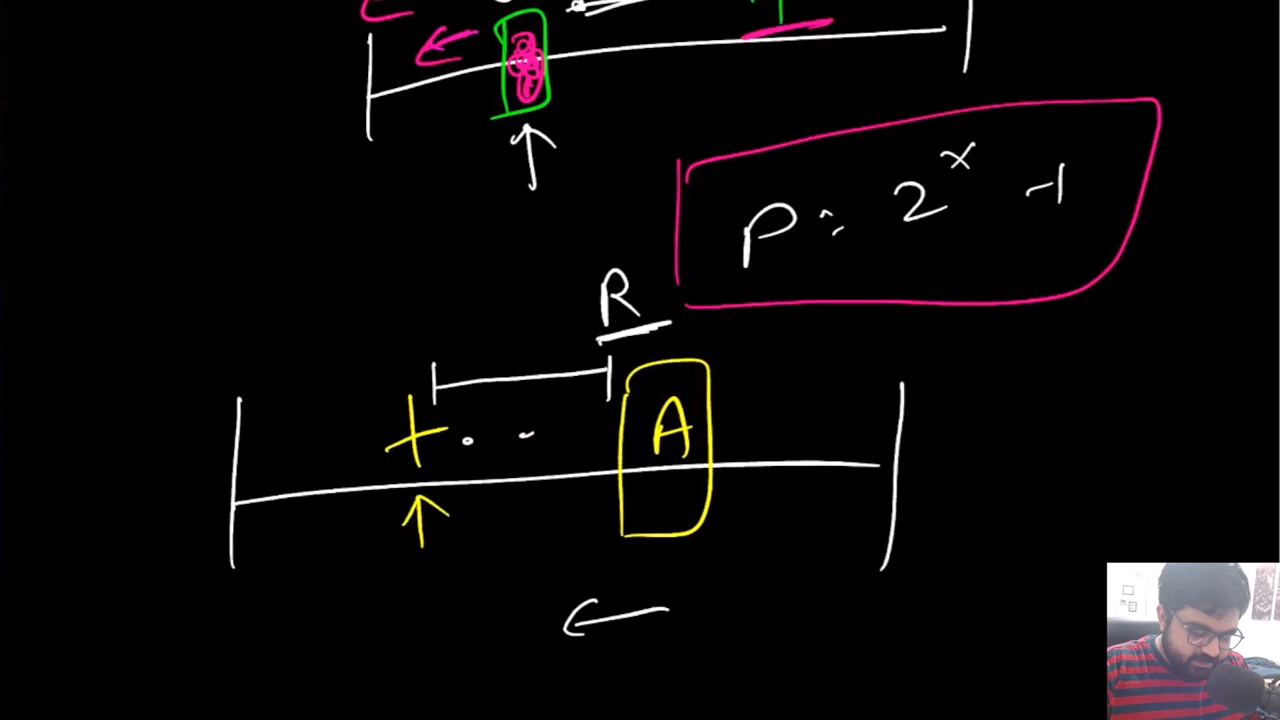 P = 2^x - 1
R
+ . . A